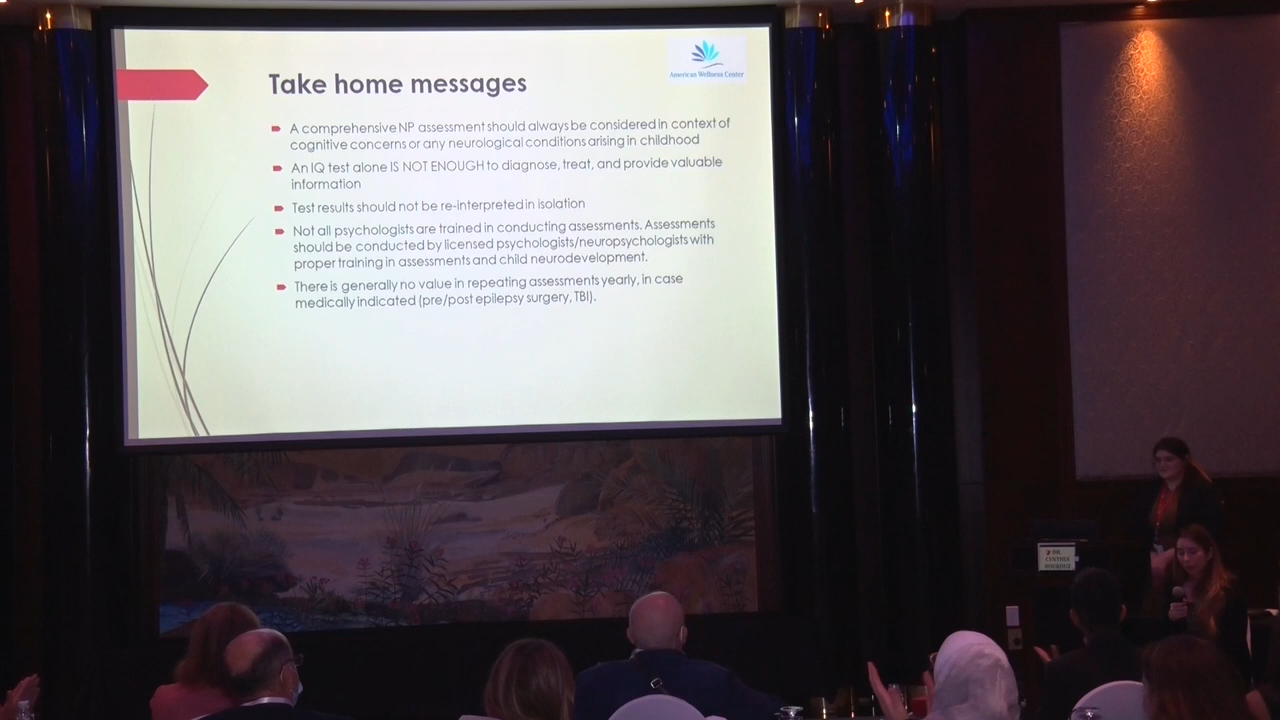 Take home messages
American Wellness Center
A comprehensive NP assessment should always be considered in context of
cognitive concerns or any neurological conditions arising in childhood
An IQ test alone IS NOT ENOUGH to diagnose, treat, and provide valuable
information
Test results should not be re-interpreted in isolation
Not all psychologists are trained in conducting assessments. Assessments
should be conducted by licensed psychologists/neuropsychologists with
proper training in assessments and child neurodevelopment.
There is generally no value in repeating assessments yearly, in case
medically indicated (pre/post epilepsy surgery, TBI).
DR.
CYNTHIA